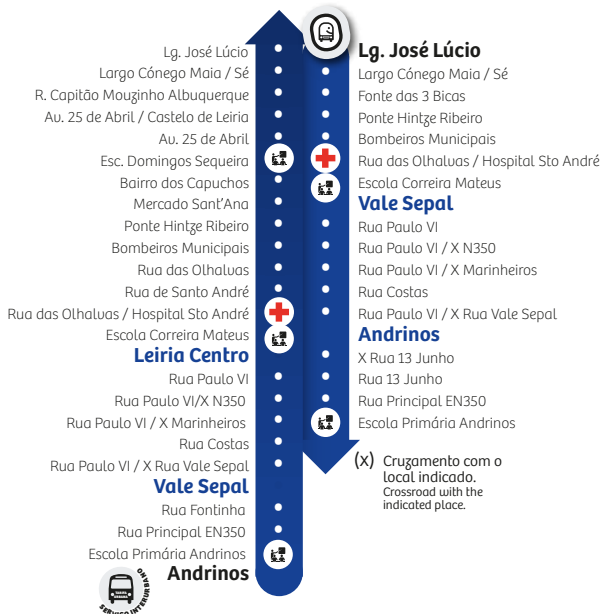 Lg. José Lúcio
Largo Cónego Maia / Sé
R. Capitão Mouzinho Albuquerque
Av. 25 de Abril / Castelo de Leiria
Av. 25 de Abril
Esc. Domingos Sequeira
Bairro dos Capuchos
Mercado Sant'Ana
Ponte Hintze Ribeiro
Bombeiros Municipais
Rua das Olhalvas
Rua de Santo André
Rua das Olhalvas / Hospital Sto André
Escola Correira Mateus
Leiria Centro
Rua Paulo VI
Rua Paulo VI/X N350
Rua Paulo VI / X Marinheiros
Rua Costas
Rua Paulo VI / X Rua Vale Sepal
Vale Sepal
Rua Fontinha
Rua Principal EN350
Escola Primária Andrinos
Andrinos
SERVIÇO INTERURBANO
Lg. José Lúcio
Largo Cónego Maia / Sé
Fonte das 3 Bicas
Ponte Hintze Ribeiro
Bombeiros Municipais
Rua das Olhalvas / Hospital Sto André
Escola Correira Mateus
Vale Sepal
Rua Paulo VI
Rua Paulo VI / X N350
Rua Paulo VI / X Marinheiros
Rua Costas
Rua Paulo VI / X Rua Vale Sepal
Andrinos
X Rua 13 Junho
Rua 13 Junho
Rua Principal EN350
Escola Primária Andrinos
(X) Cruzamento com o
local indicado.
Crossroad with the
indicated place.